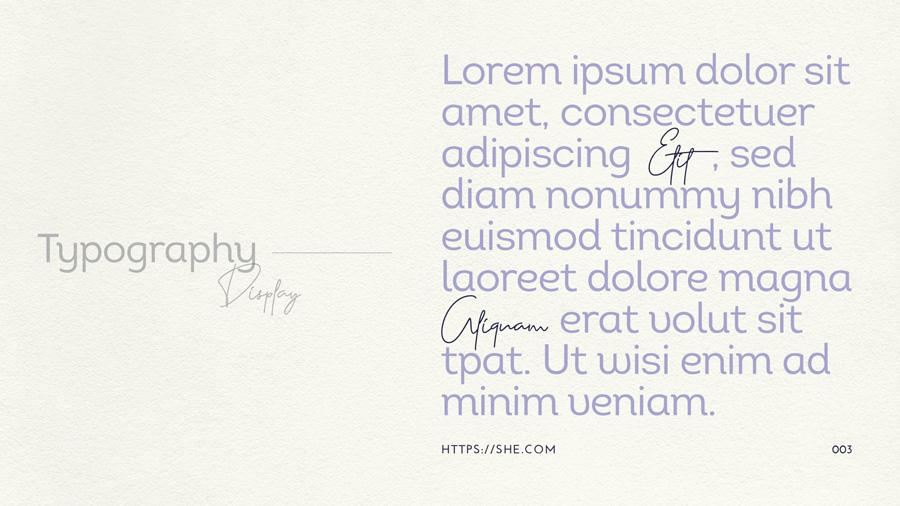 Typography
Display
Lorem ipsum dolor sit
amet, consectetuer
adipiscing Etit, sed
diam nonummy nibh
euismod tincidunt ut
laoreet dolore magna
Aliquam erat volut sit
tpat. Ut wisi enim ad
minim veniam.
HTTPS://SHE.COM
003